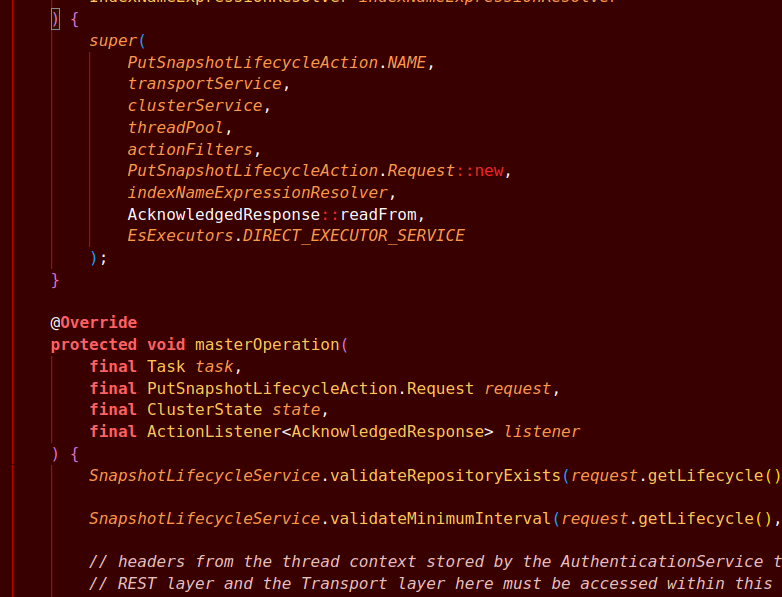 ) {
super(
PutSnapshotLifecycleAction.NAME,
transportService,
clusterService,
threadPool,
actionFilters,
PutSnapshotLifecycleAction.Request::new,
indexNameExpressionResolver,
AcknowledgedResponse::readFrom,
EsExecutors.DIRECT_EXECUTOR_SERVICE
);
}
@Override
protected void masterOperation(
final Task task,
final PutSnapshotLifecycleAction.Request request,
final ClusterState state,
final ActionListener<AcknowledgedResponse> listener
) {
SnapshotLifecycleService.validateRepositoryExists(request.getLifecycle()
SnapshotLifecycleService.validateMinimumInterval(request.getLifecycle(),
// headers from the thread context stored by the AuthenticationService t
// REST layer and the Transport layer here must be accessed within this